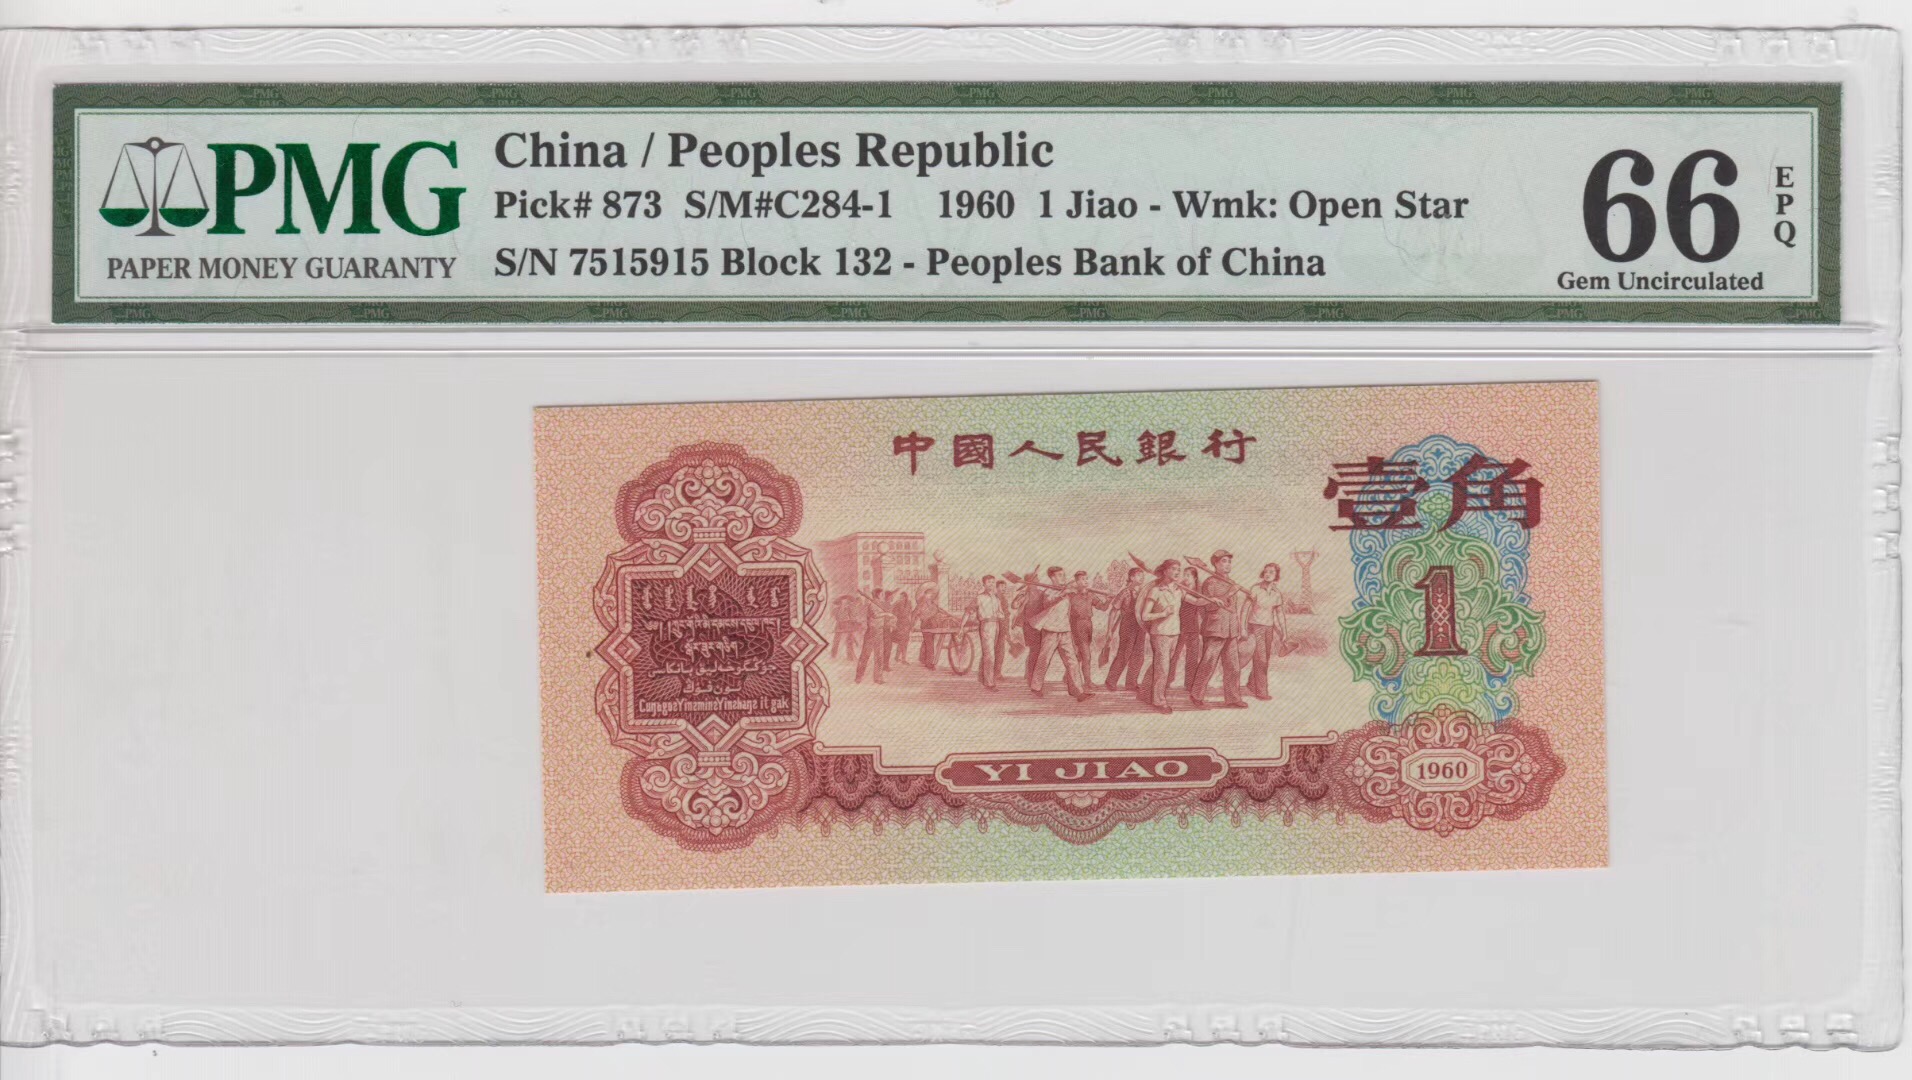 PMG
PAPER MONEY GUARANTY
China / Peoples Republic
Pick# 873 S/M#C284-1 1960 1 Jiao - Wmk: Open Star
S/N 7515915 Block 132 - Peoples Bank of China
66
EPQ
Gem Uncirculated
中國人民銀行
壹角
1
YI JIAO
1960